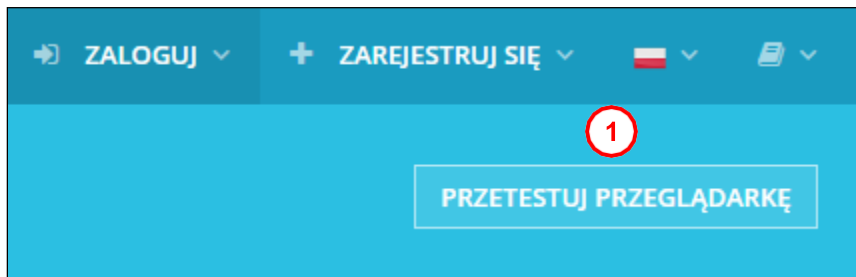 ZALOGUJ ZAREJESTRUJ SIĘ
1
PRZETESTUJ PRZEGLĄDARKĘ